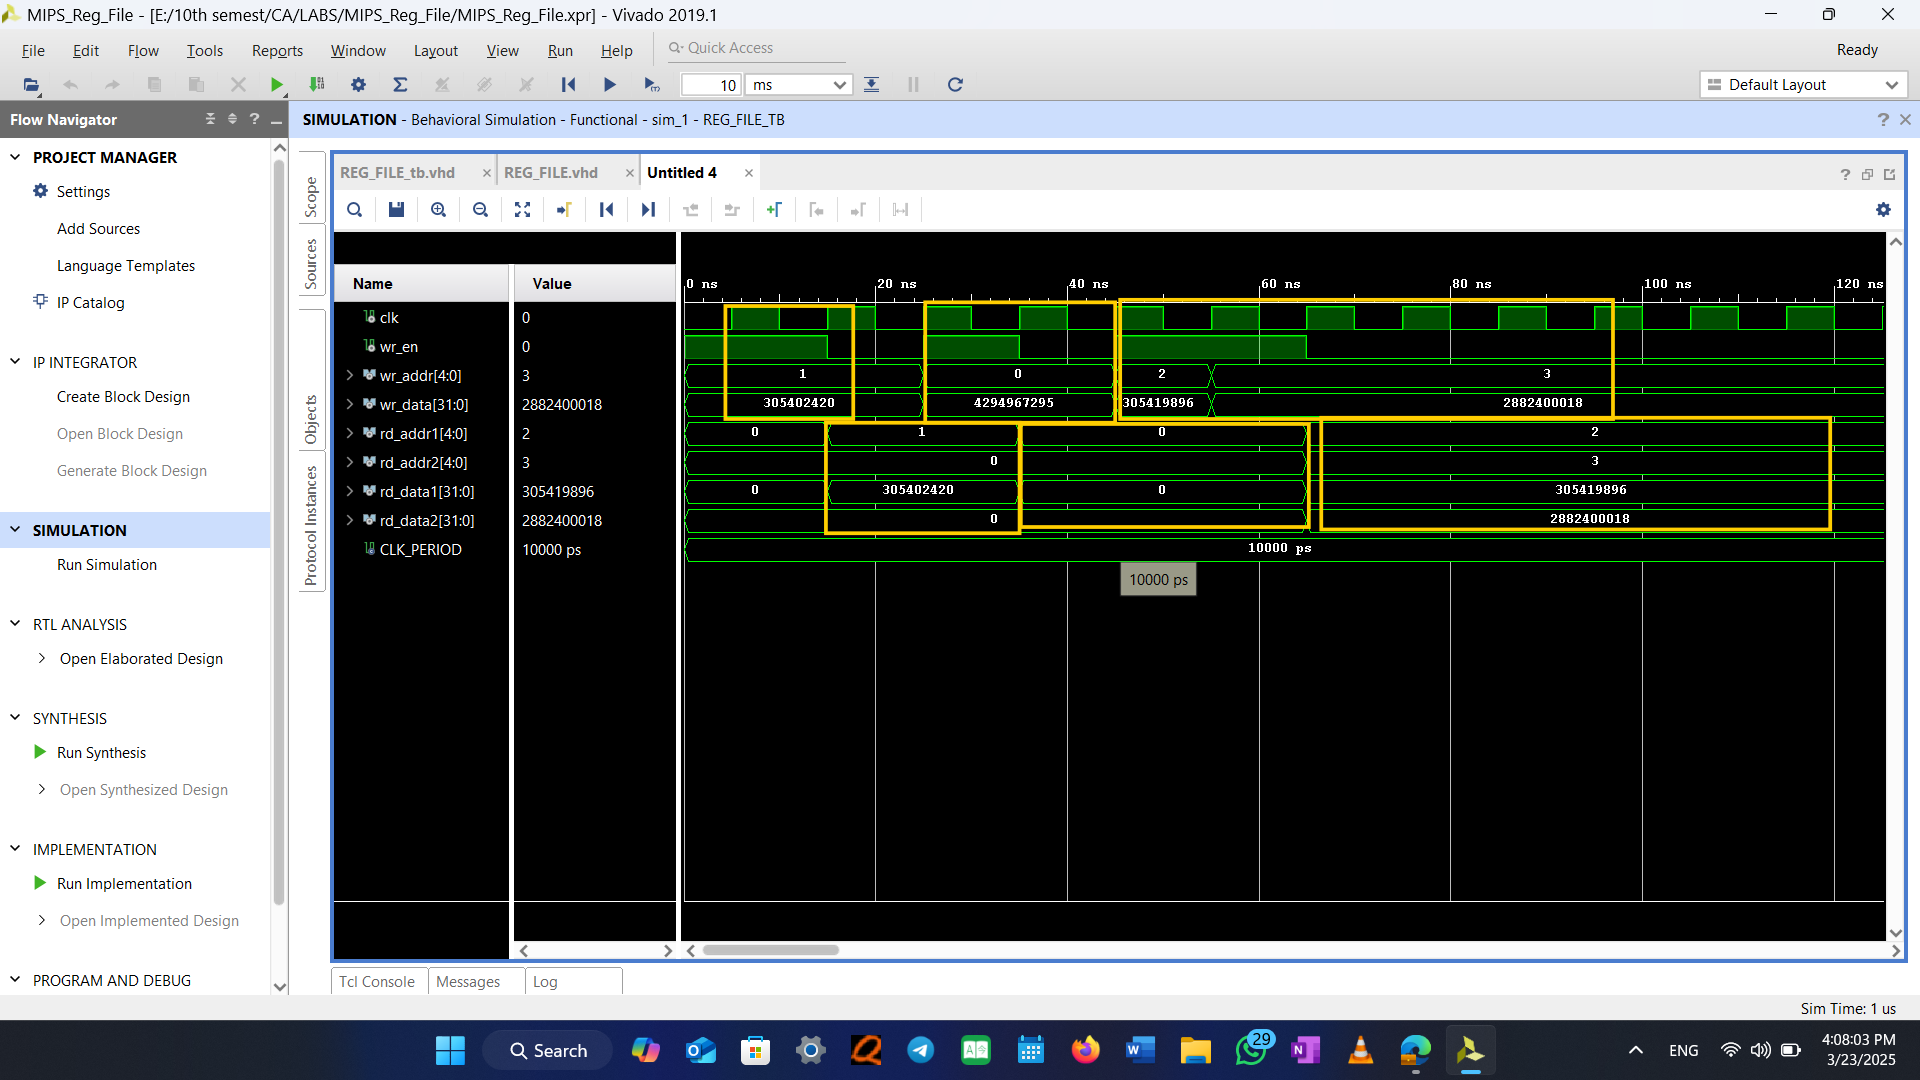 MIPS_Reg_File - [E:/10th semest/CA/LABS/MIPS_Reg_File/MIPS_Reg_File.xpr] - Vivado 2019.1
File Edit Flow Tools Reports Window Layout View Run Help Quick Access Ready
10 ms Default Layout
Flow Navigator
SIMULATION - Behavioral Simulation - Functional - sim_1 - REG_FILE_TB
PROJECT MANAGER
Settings
Add Sources
Language Templates
IP Catalog
IP INTEGRATOR
Create Block Design
Open Block Design
Generate Block Design
SIMULATION
Run Simulation
RTL ANALYSIS
Open Elaborated Design
SYNTHESIS
Run Synthesis
Open Synthesized Design
IMPLEMENTATION
Run Implementation
Open Implemented Design
PROGRAM AND DEBUG
Scope
Sources
Objects
Protocol Instances
REG_FILE_tb.vhd REG_FILE.vhd Untitled 4
Name Value
0 ns 20 ns 40 ns 60 ns 80 ns 100 ns 120 ns
clk 0
wr_en 0
wr_addr[4:0] 3 1 0 2 3
wr_data[31:0] 2882400018 305402420 4294967295 305419896 2882400018
rd_addr1[4:0] 2 0 1 0 2
rd_addr2[4:0] 3 0 3
rd_data1[31:0] 305419896 0 305402420 0 305419896
rd_data2[31:0] 2882400018 0 2882400018
CLK_PERIOD 10000 ps 10000 ps
10000 ps
Tcl Console Messages Log
Sim Time: 1 us
Search
29
ENG
4:08:03 PM
3/23/2025